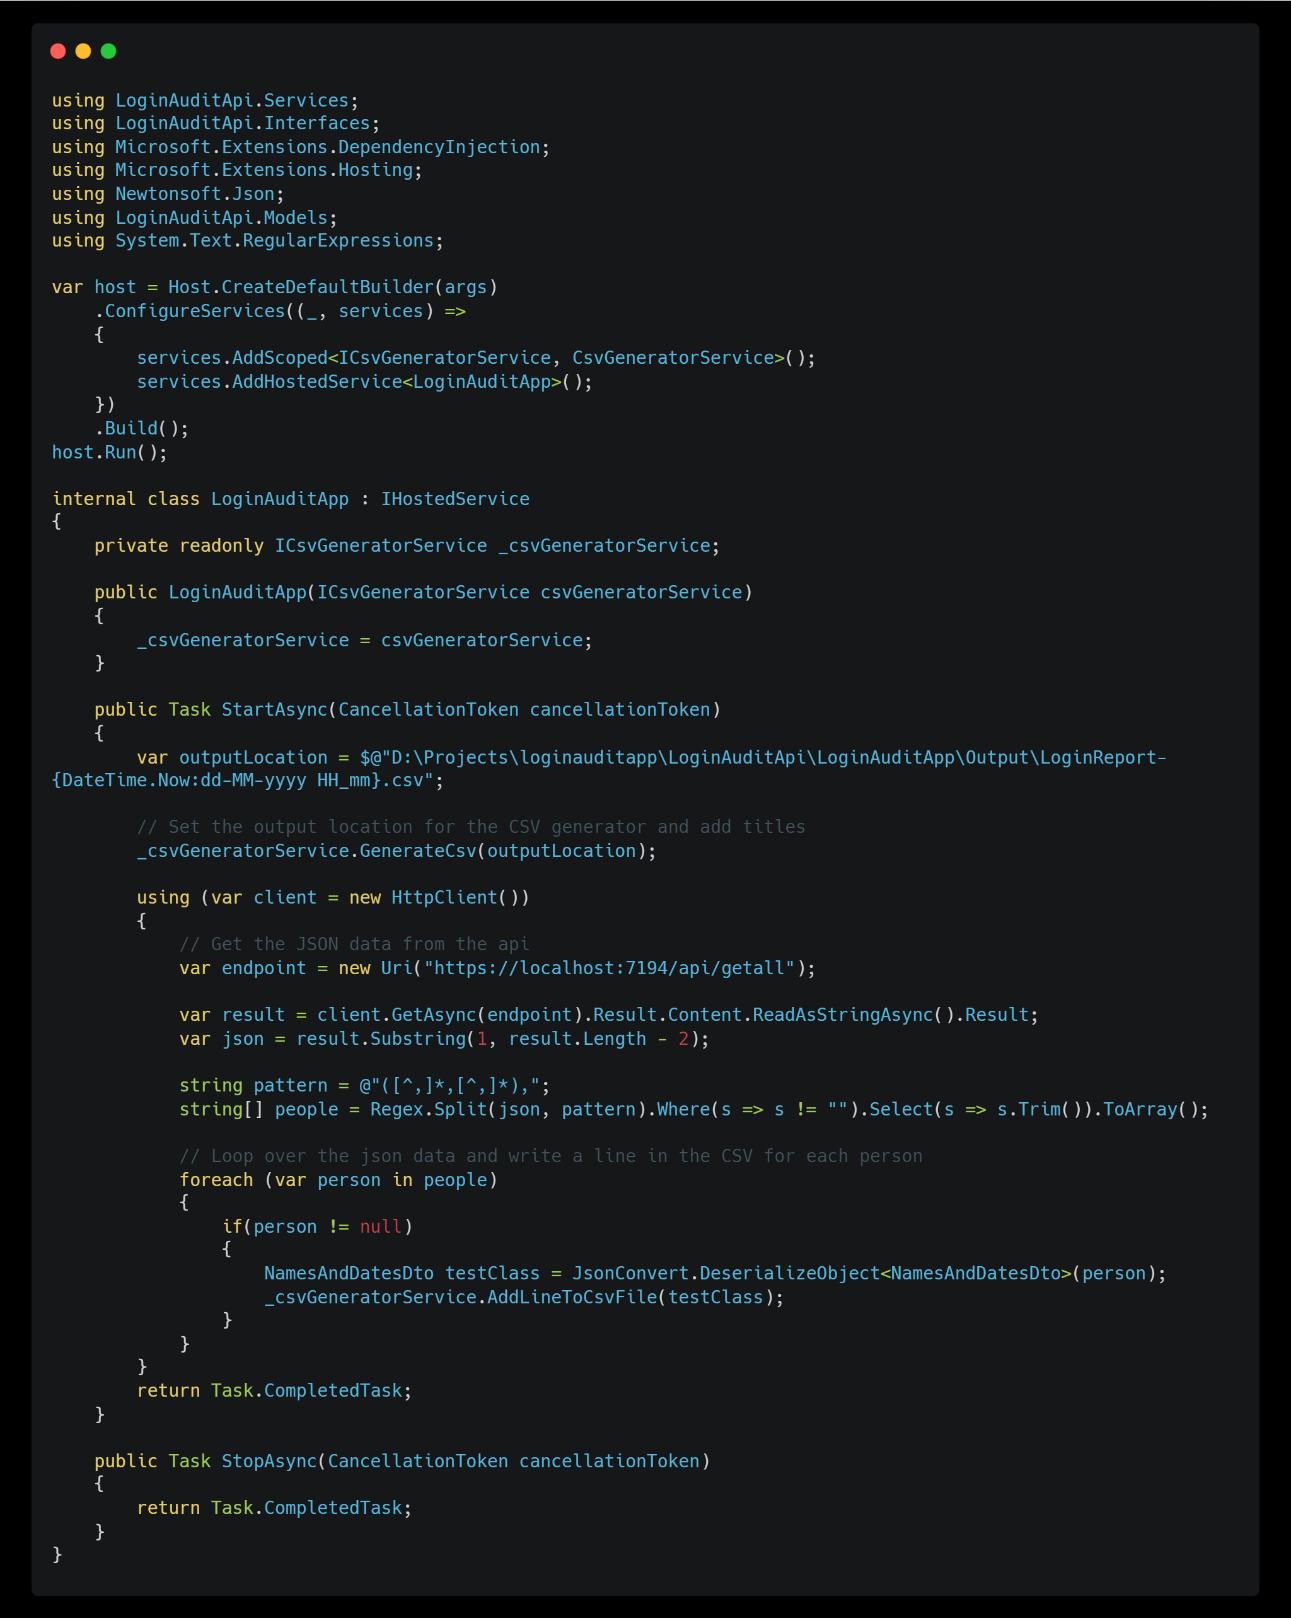 using LoginAuditApi.Services;
using LoginAuditApi.Interfaces;
using Microsoft.Extensions.DependencyInjection;
using Microsoft.Extensions.Hosting;
using Newtonsoft.Json;
using LoginAuditApi.Models;
using System.Text.RegularExpressions;

var host = Host.CreateDefaultBuilder(args)
    .ConfigureServices((_, services) =>
    {
        services.AddScoped<ICsvGeneratorService, CsvGeneratorService>();
        services.AddHostedService<LoginAuditApp>();
    })
    .Build();
host.Run();

internal class LoginAuditApp : IHostedService
{
    private readonly ICsvGeneratorService _csvGeneratorService;

    public LoginAuditApp(ICsvGeneratorService csvGeneratorService)
    {
        _csvGeneratorService = csvGeneratorService;
    }

    public Task StartAsync(CancellationToken cancellationToken)
    {
        var outputLocation = $@"D:\Projects\loginauditapp\LoginAuditApi\LoginAuditApp\Output\LoginReport-
{DateTime.Now:dd-MM-yyyy HH_mm}.csv";

        // Set the output location for the CSV generator and add titles
        _csvGeneratorService.GenerateCsv(outputLocation);

        using (var client = new HttpClient())
        {
            // Get the JSON data from the api
            var endpoint = new Uri("https://localhost:7194/api/getall");

            var result = client.GetAsync(endpoint).Result.Content.ReadAsStringAsync().Result;
            var json = result.Substring(1, result.Length - 2);

            string pattern = @"([^,]*,[^,]*),";
            string[] people = Regex.Split(json, pattern).Where(s => s != "").Select(s => s.Trim()).ToArray();

            // Loop over the json data and write a line in the CSV for each person
            foreach (var person in people)
            {
                if(person != null)
                {
                    NamesAndDatesDto testClass = JsonConvert.DeserializeObject<NamesAndDatesDto>(person);
                    _csvGeneratorService.AddLineToCsvFile(testClass);
                }
            }
        }
        return Task.CompletedTask;
    }

    public Task StopAsync(CancellationToken cancellationToken)
    {
        return Task.CompletedTask;
    }
}